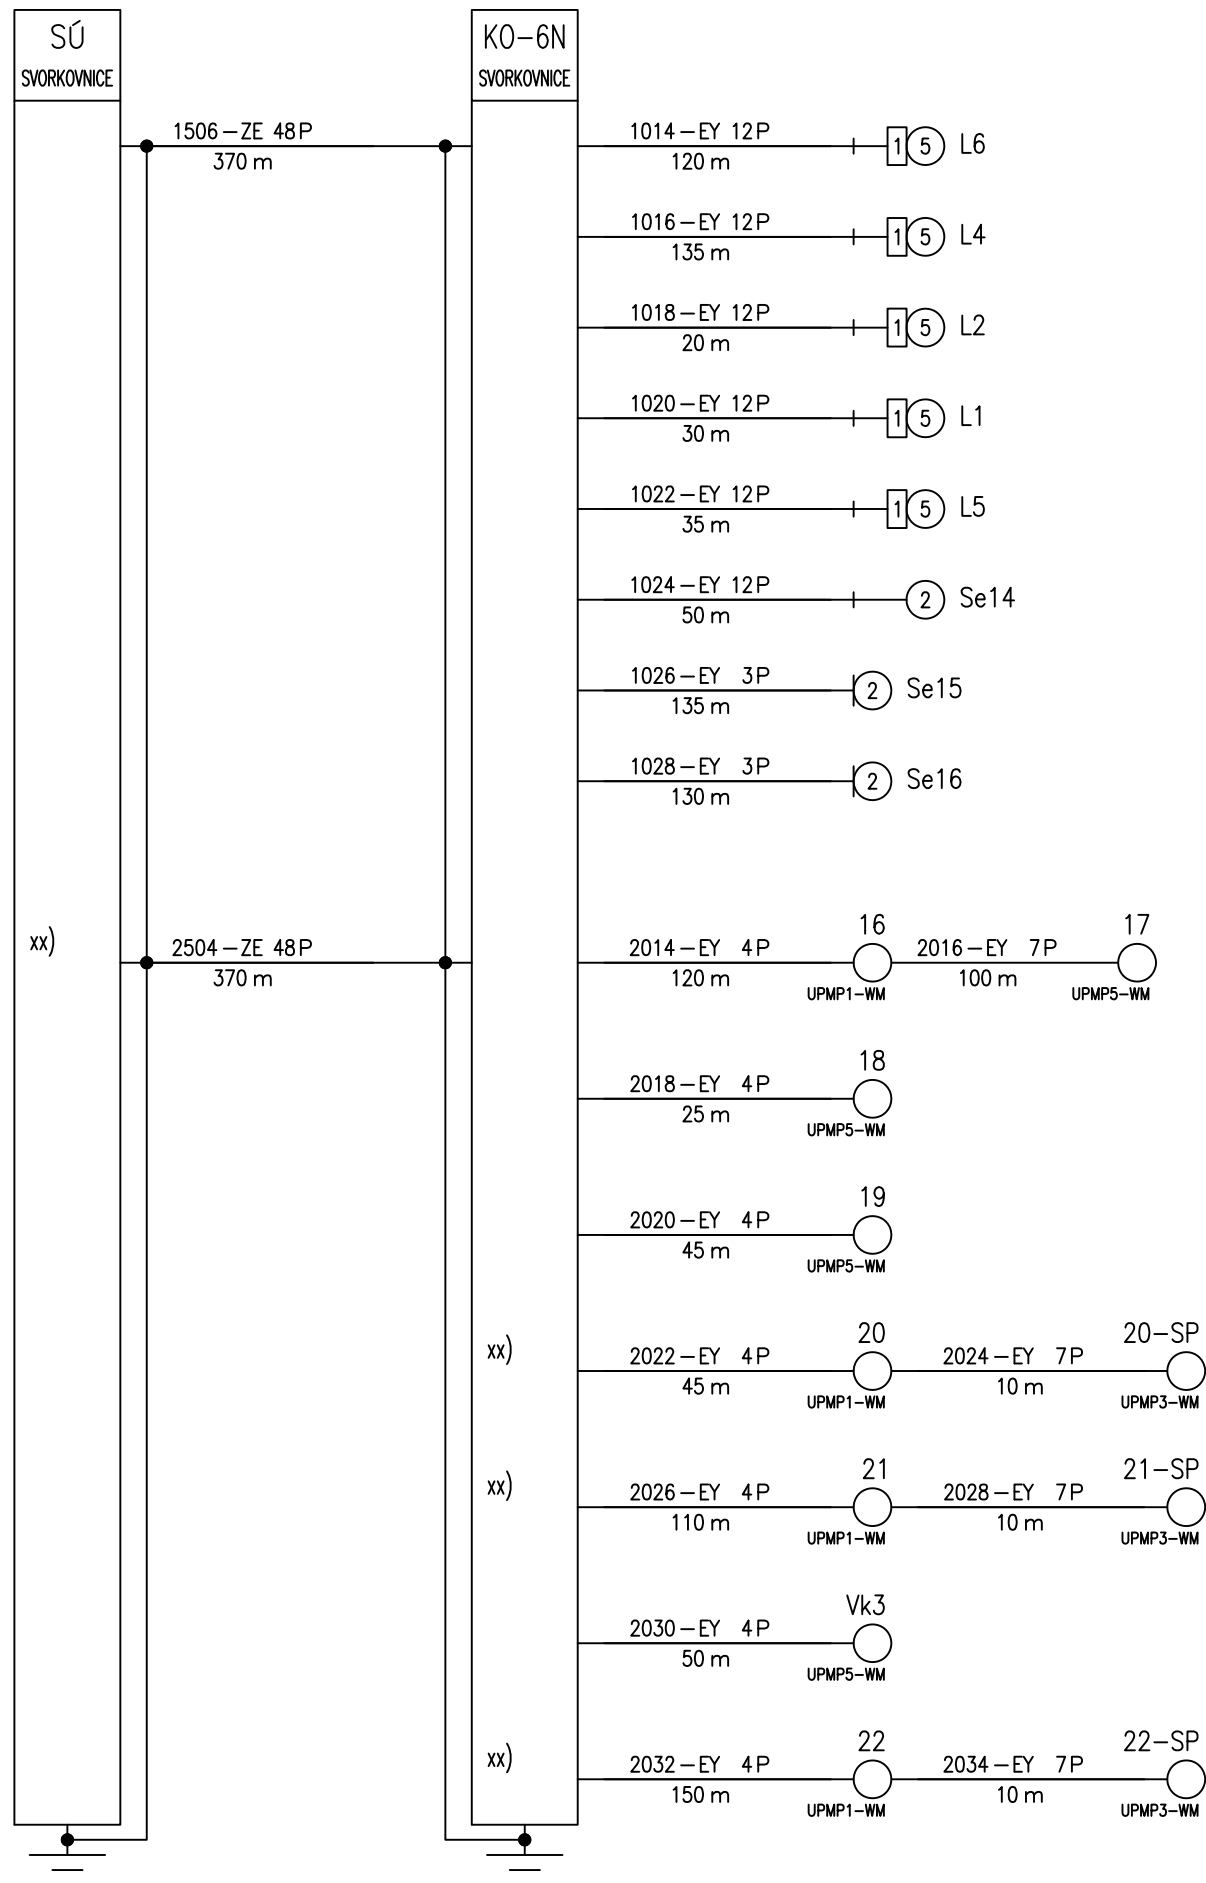 SÚ
SVORKOVNICE
KO-6N
SVORKOVNICE
1506-ZE 48P
370 m
1014-EY 12P
120 m
1 5 L6
1016-EY 12P
135 m
1 5 L4
1018-EY 12P
20 m
1 5 L2
1020-EY 12P
30 m
1 5 L1
1022-EY 12P
35 m
1 5 L5
1024-EY 12P
50 m
2 Se14
1026-EY 3P
135 m
2 Se15
1028-EY 3P
130 m
2 Se16
xx)
2504-ZE 48P
370 m
2014-EY 4P
120 m
16
UPMP1-WM
2016-EY 7P
100 m
17
UPMP5-WM
2018-EY 4P
25 m
18
UPMP5-WM
2020-EY 4P
45 m
19
UPMP5-WM
xx)
2022-EY 4P
45 m
20
UPMP1-WM
2024-EY 7P
10 m
20-SP
UPMP3-WM
xx)
2026-EY 4P
110 m
21
UPMP1-WM
2028-EY 7P
10 m
21-SP
UPMP3-WM
2030-EY 4P
50 m
Vk3
UPMP5-WM
xx)
2032-EY 4P
150 m
22
UPMP1-WM
2034-EY 7P
10 m
22-SP
UPMP3-WM